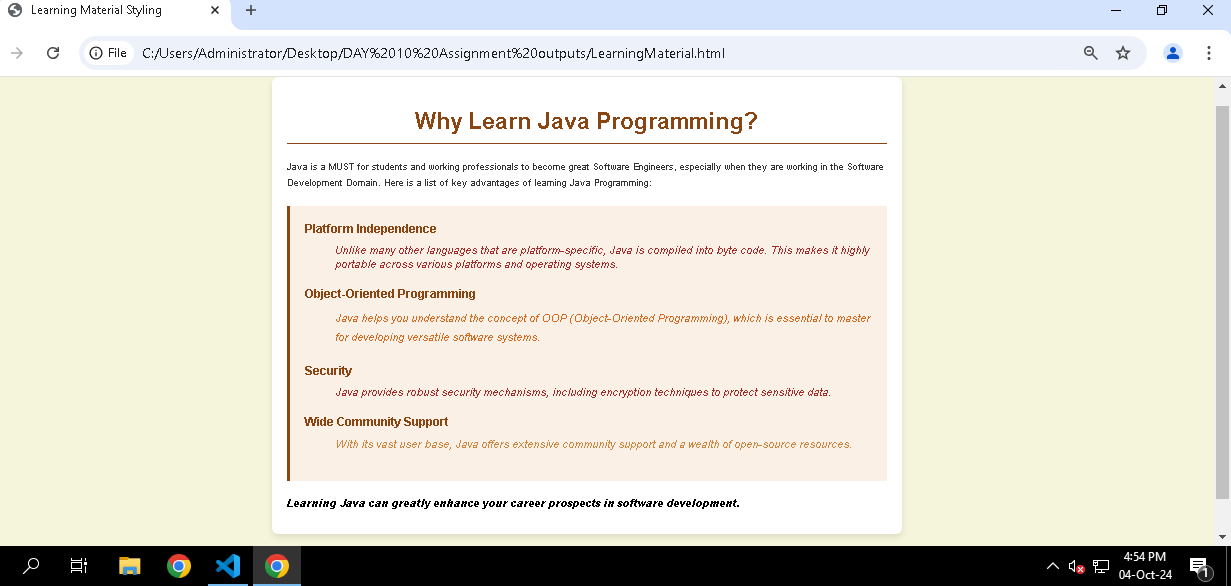 Learning Material Styling
File C:/Users/Administrator/Desktop/DAY%2010%20Assignment%20outputs/LearningMaterial.html
Why Learn Java Programming?
Java is a MUST for students and working professionals to become great Software Engineers, especially when they are working in the Software
Development Domain. Here is a list of key advantages of learning Java Programming:
Platform Independence
Unlike many other languages that are platform-specific, Java is compiled into byte code. This makes it highly
portable across various platforms and operating systems.
Object-Oriented Programming
Java helps you understand the concept of OOP (Object-Oriented Programming), which is essential to master
for developing versatile software systems.
Security
Java provides robust security mechanisms, including encryption techniques to protect sensitive data.
Wide Community Support
With its vast user base, Java offers extensive community support and a wealth of open-source resources.
Learning Java can greatly enhance your career prospects in software development.
4:54 PM
04-Oct-24
1